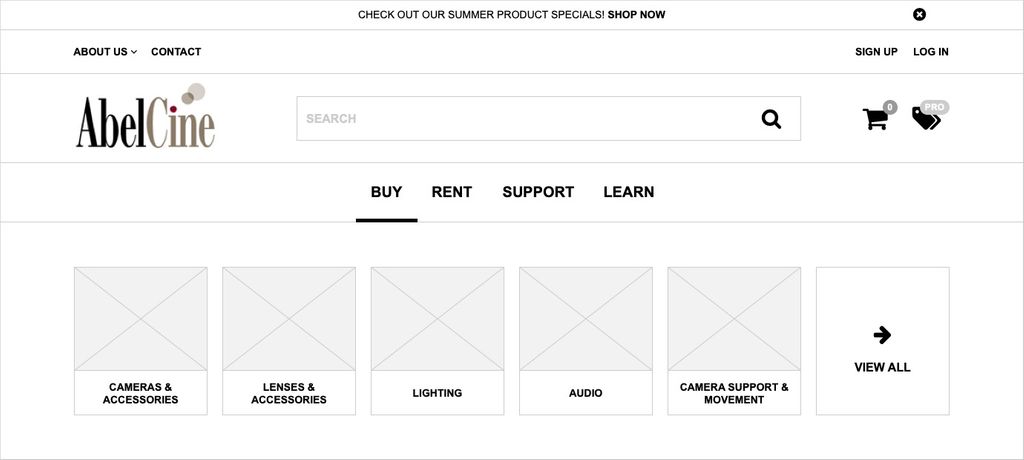 CHECK OUT OUR SUMMER PRODUCT SPECIALS! SHOP NOW
ABOUT US CONTACT SIGN UP LOG IN
AbelCine
SEARCH
0
PRO
BUY RENT SUPPORT LEARN
CAMERAS &
ACCESSORIES
LENSES &
ACCESSORIES
LIGHTING
AUDIO
CAMERA SUPPORT &
MOVEMENT
VIEW ALL